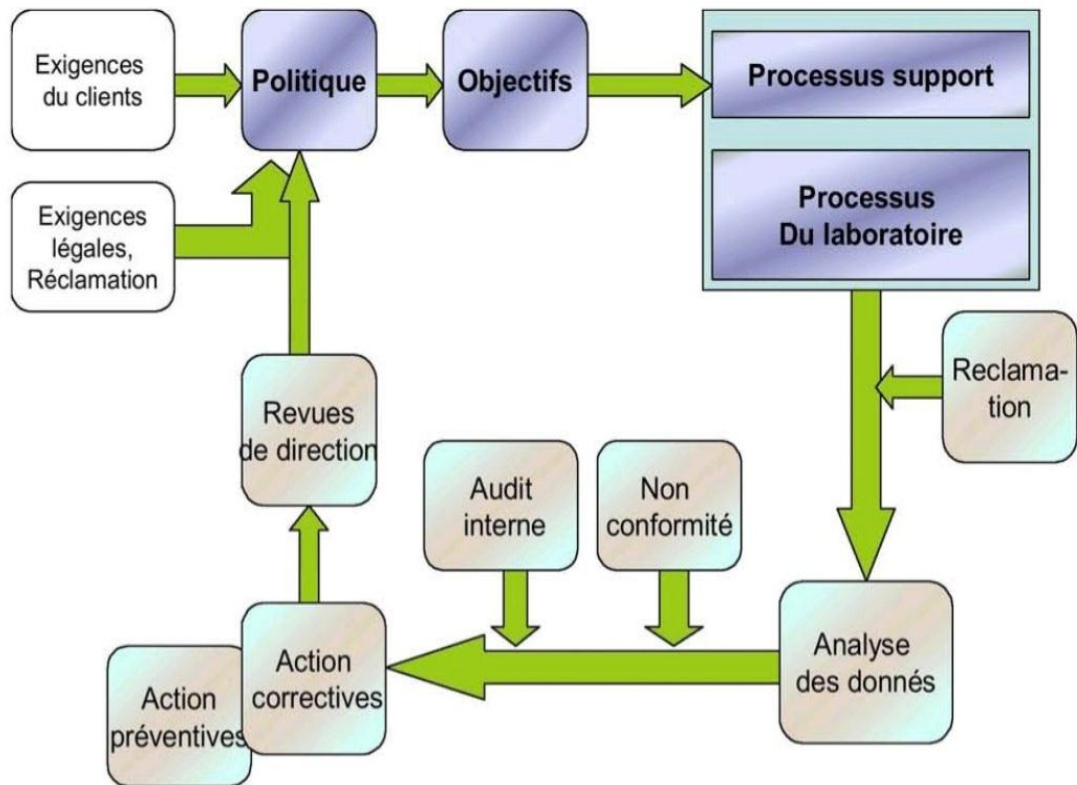 Exigences
du clients
Politique
Objectifs
Processus support
Processus
Du laboratoire
Exigences
légales,
Réclamation
Reclama-
tion
Revues
de direction
Audit
interne
Non
conformité
Analyse
des donnés
Action
correctives
Action
préventives